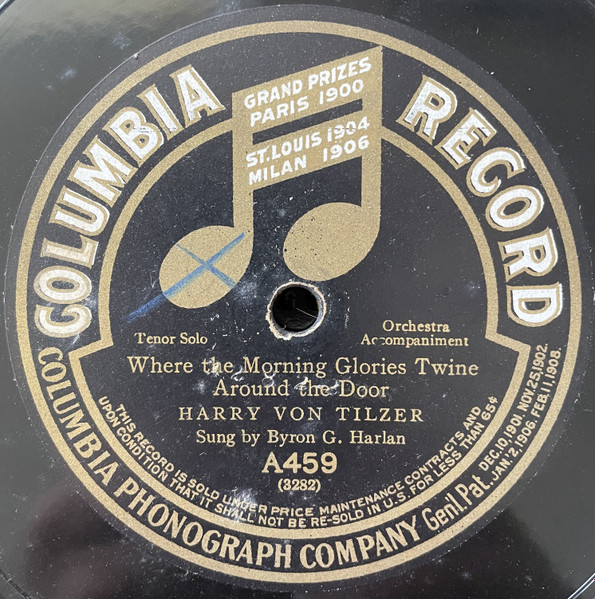 COLUMBIA RECORD
GRAND PRIZES
PARIS 1900
ST. LOUIS 1904
MILAN 1906
Tenor Solo
Orchestra
Accompaniment
Where the Morning Glories Twine
Around the Door
HARRY VON TILZER
Sung by Byron G. Harlan
A459
(3282)
THIS RECORD IS SOLD UNDER PRICE MAINTENANCE CONTRACTS AND
UPON CONDITION THAT IT SHALL NOT BE RE-SOLD IN U.S. FOR LESS THAN 65¢
COLUMBIA PHONOGRAPH COMPANY Genl. Pat. DEC.10,1901. NOV.25,1902.
JAN.2,1906. FEB.11,1908.